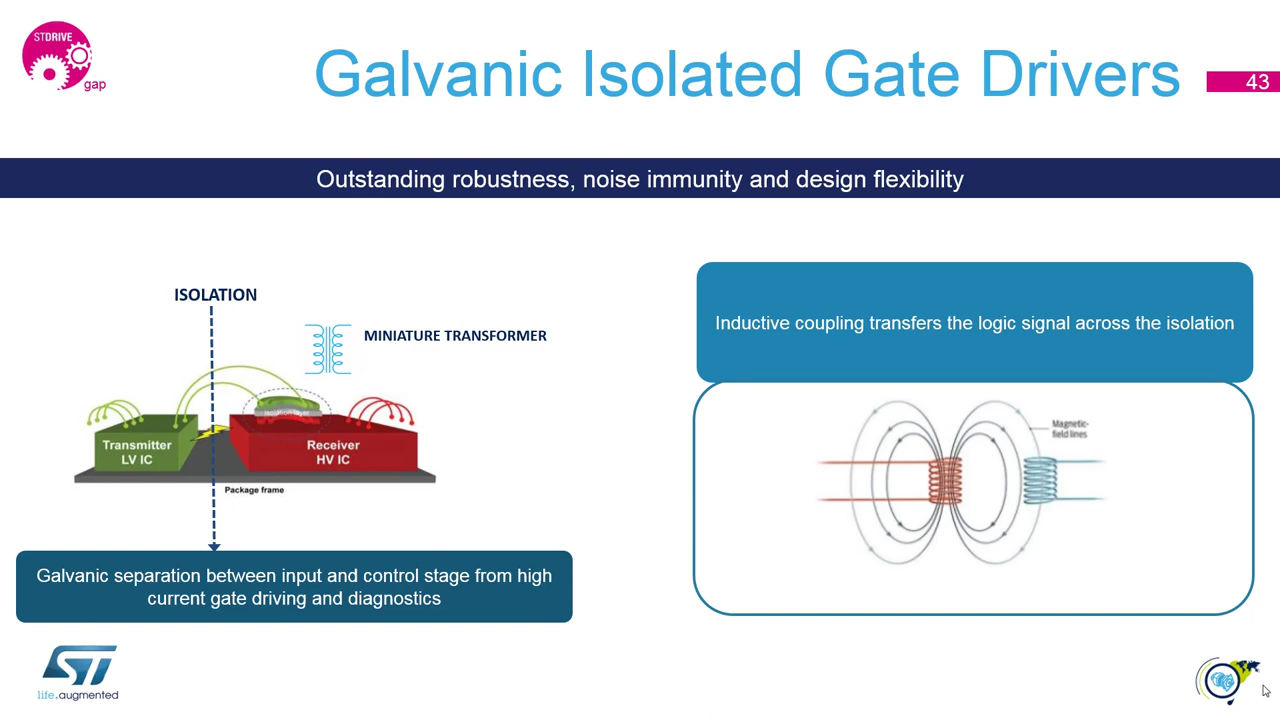 STDRIVE
gap
Galvanic Isolated Gate Drivers
43
Outstanding robustness, noise immunity and design flexibility
ISOLATION
MINIATURE TRANSFORMER
Transmitter
LV IC
Receiver
HV IC
Package frame
Galvanic separation between input and control stage from high
current gate driving and diagnostics
Inductive coupling transfers the logic signal across the isolation
Magnetic-
field lines
ST
life.augmented